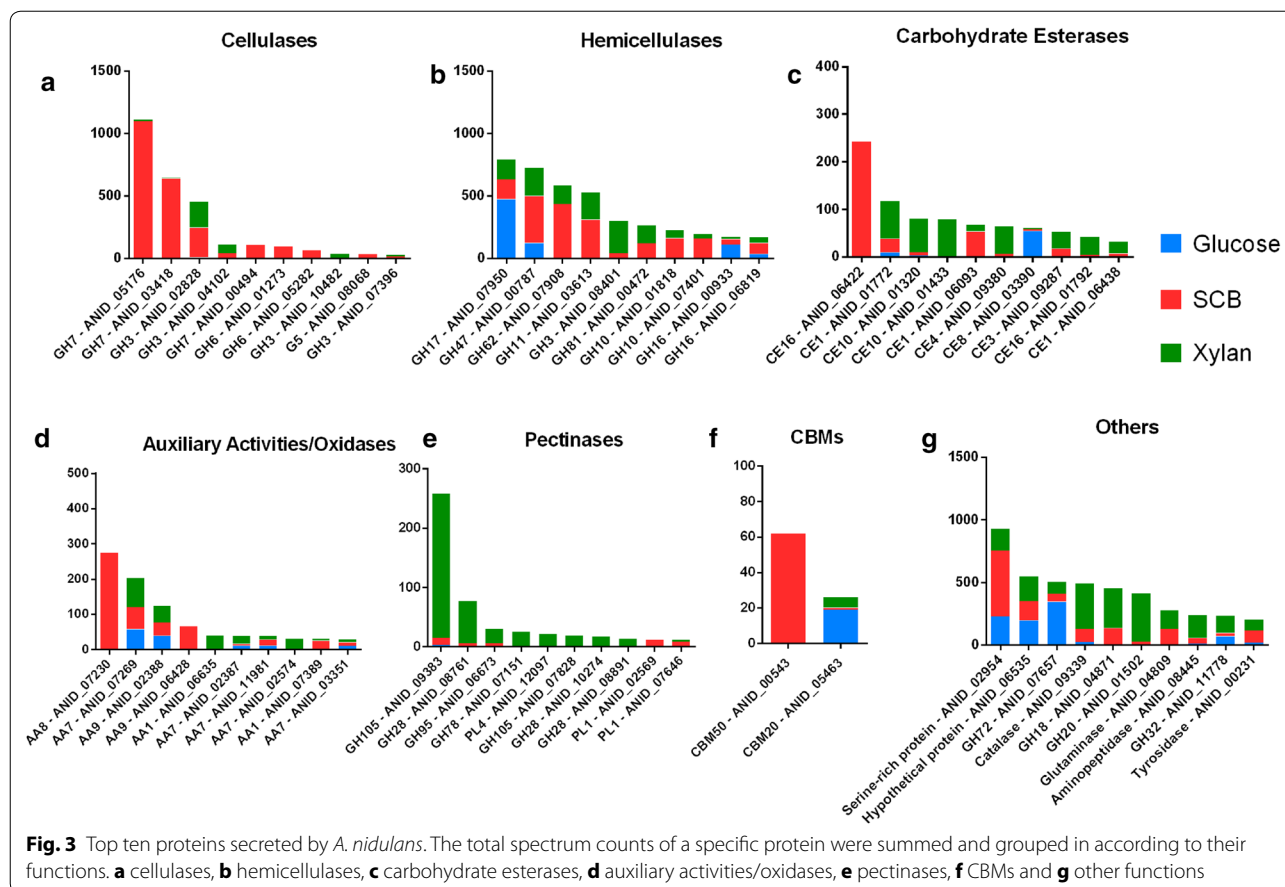 Cellulases
a
1500
1000
500
0
GH7 - ANID_05176
GH7 - ANID_03418
GH3 - ANID_02828
GH3 - ANID_04102
GH7 - ANID_00494
GH6 - ANID_01273
GH6 - ANID_05282
GH3 - ANID_10482
G5 - ANID_08068
GH3 - ANID_07396
Hemicellulases
b
1500
1000
500
0
GH17 - ANID_07950
GH47 - ANID_00787
GH62 - ANID_07908
GH11 - ANID_03613
GH3 - ANID_08401
GH81 - ANID_00472
GH10 - ANID_01818
GH10 - ANID_07401
GH16 - ANID_00933
GH16 - ANID_06819
Carbohydrate Esterases
c
400
300
200
100
0
CE16 - ANID_06422
CE1 - ANID_01772
CE10 - ANID_01320
CE10 - ANID_01433
CE1 - ANID_06093
CE4 - ANID_09380
CE8 - ANID_03390
CE3 - ANID_09287
CE16 - ANID_01792
CE1 - ANID_06438
Glucose
SCB
Xylan
d
Auxiliary Activities/Oxidases
500
400
300
200
100
0
AA8 - ANID_07230
AA7 - ANID_07269
AA9 - ANID_02388
AA9 - ANID_06428
AA1 - ANID_06635
AA7 - ANID_02387
AA7 - ANID_11981
AA7 - ANID_02574
AA1 - ANID_07389
AA7 - ANID_03351
e
Pectinases
300
200
100
0
GH105 - ANID_09383
GH28 - ANID_08761
GH95 - ANID_06673
GH78 - ANID_07151
PL4 - ANID_12097
GH105 - ANID_07828
GH28 - ANID_10274
GH28 - ANID_08891
PL1 - ANID_02569
PL1 - ANID_07646
f
CBMs
100
80
60
40
20
0
CBM50 - ANID_00543
CBM20 - ANID_05463
g
Others
1500
1000
500
0
Serine-rich protein - ANID_02954
Hypothetical protein - ANID_06535
GH72 - ANID_07657
Catalase - ANID_09339
GH18 - ANID_04871
GH20 - ANID_01502
Glutaminase - ANID_04809
Aminopeptidase - ANID_08445
GH32 - ANID_11778
Tyrosidase - ANID_00231
Fig. 3 Top ten proteins secreted by A. nidulans. The total spectrum counts of a specific protein were summed and grouped in according to their
functions. a cellulases, b hemicellulases, c carbohydrate esterases, d auxiliary activities/oxidases, e pectinases, f CBMs and g other functions